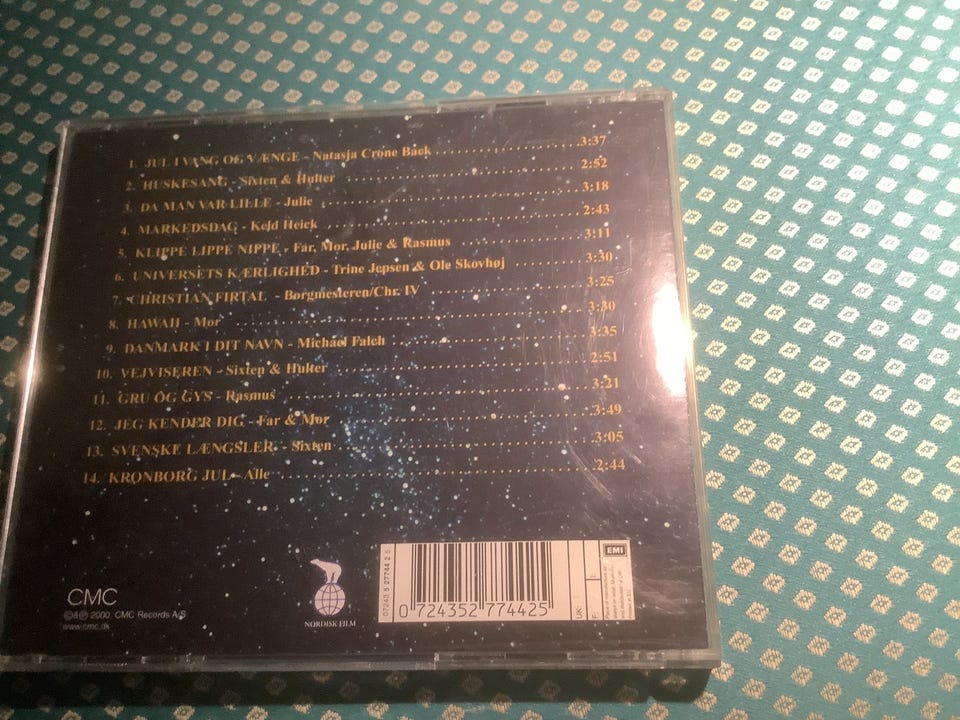 1. JUL I VANG OG VÆNGE - Natasja Crone Back 3:37
2. HUSKESANG - Sixten & Hulter 2:52
3. DA MAN VAR LILLE - Julie 3:18
4. MARKEDSDAG - Keld Heick 2:43
5. KLIPPE LIPPE NIPPE - Far, Mor, Julie & Rasmus 3:11
6. UNIVERSETS KÆRLIGHED - Trine Jepsen & Ole Skovhøj 3:30
7. CHRISTIAN FIRTAL - Borgmesteren/Chr. IV 3:25
8. HAWAII - Mor 3:30
9. DANMARK I DIT NAVN - Michael Falch 3:35
10. VEJVISEREN - Sixten & Hulter 2:51
11. GRU OG GYS - Rasmus 3:21
12. JEG KENDER DIG - Far & Mor 3:49
13. SVENSKE LÆNGSLER - Sixten 3:05
14. KRONBORG JUL - Alle 2:44
CMC
©&℗ 2000 CMC Records A/S
www.cmc.dk
NORDISK FILM
07243 5 27744 2 5
0 724352 774425
UK:
F:
EMI